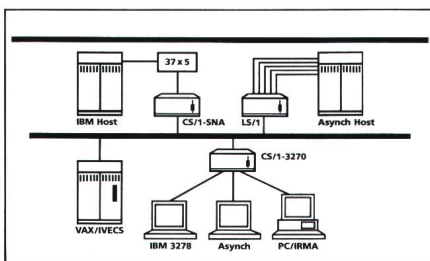 37 x 5
IBM Host
CS/1-SNA
LS/1
Asynch Host
CS/1-3270
VAX/IVECS
IBM 3278
Asynch
PC/IRMA